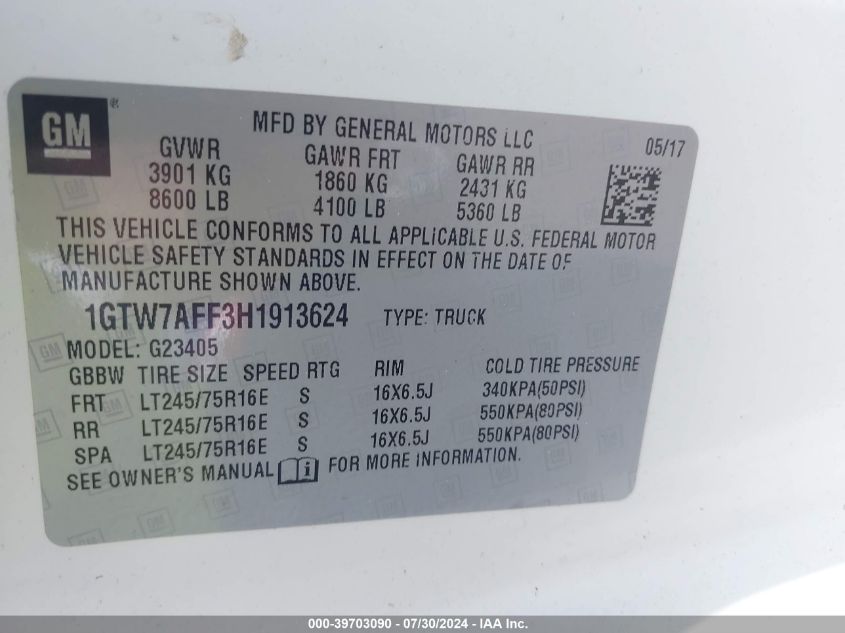 GM ®
MFD BY GENERAL MOTORS LLC
05/17
GVWR GAWR FRT GAWR RR
3901 KG 1860 KG 2431 KG
8600 LB 4100 LB 5360 LB
THIS VEHICLE CONFORMS TO ALL APPLICABLE U.S. FEDERAL MOTOR
VEHICLE SAFETY STANDARDS IN EFFECT ON THE DATE OF
MANUFACTURE SHOWN ABOVE.
1GTW7AFF3H1913624 TYPE: TRUCK
MODEL: G23405
GBBW TIRE SIZE SPEED RTG RIM COLD TIRE PRESSURE
FRT LT245/75R16E S 16X6.5J 340KPA(50PSI)
RR LT245/75R16E S 16X6.5J 550KPA(80PSI)
SPA LT245/75R16E S 16X6.5J 550KPA(80PSI)
SEE OWNER'S MANUAL i FOR MORE INFORMATION.
000-39703090 - 07/30/2024 - IAA Inc.